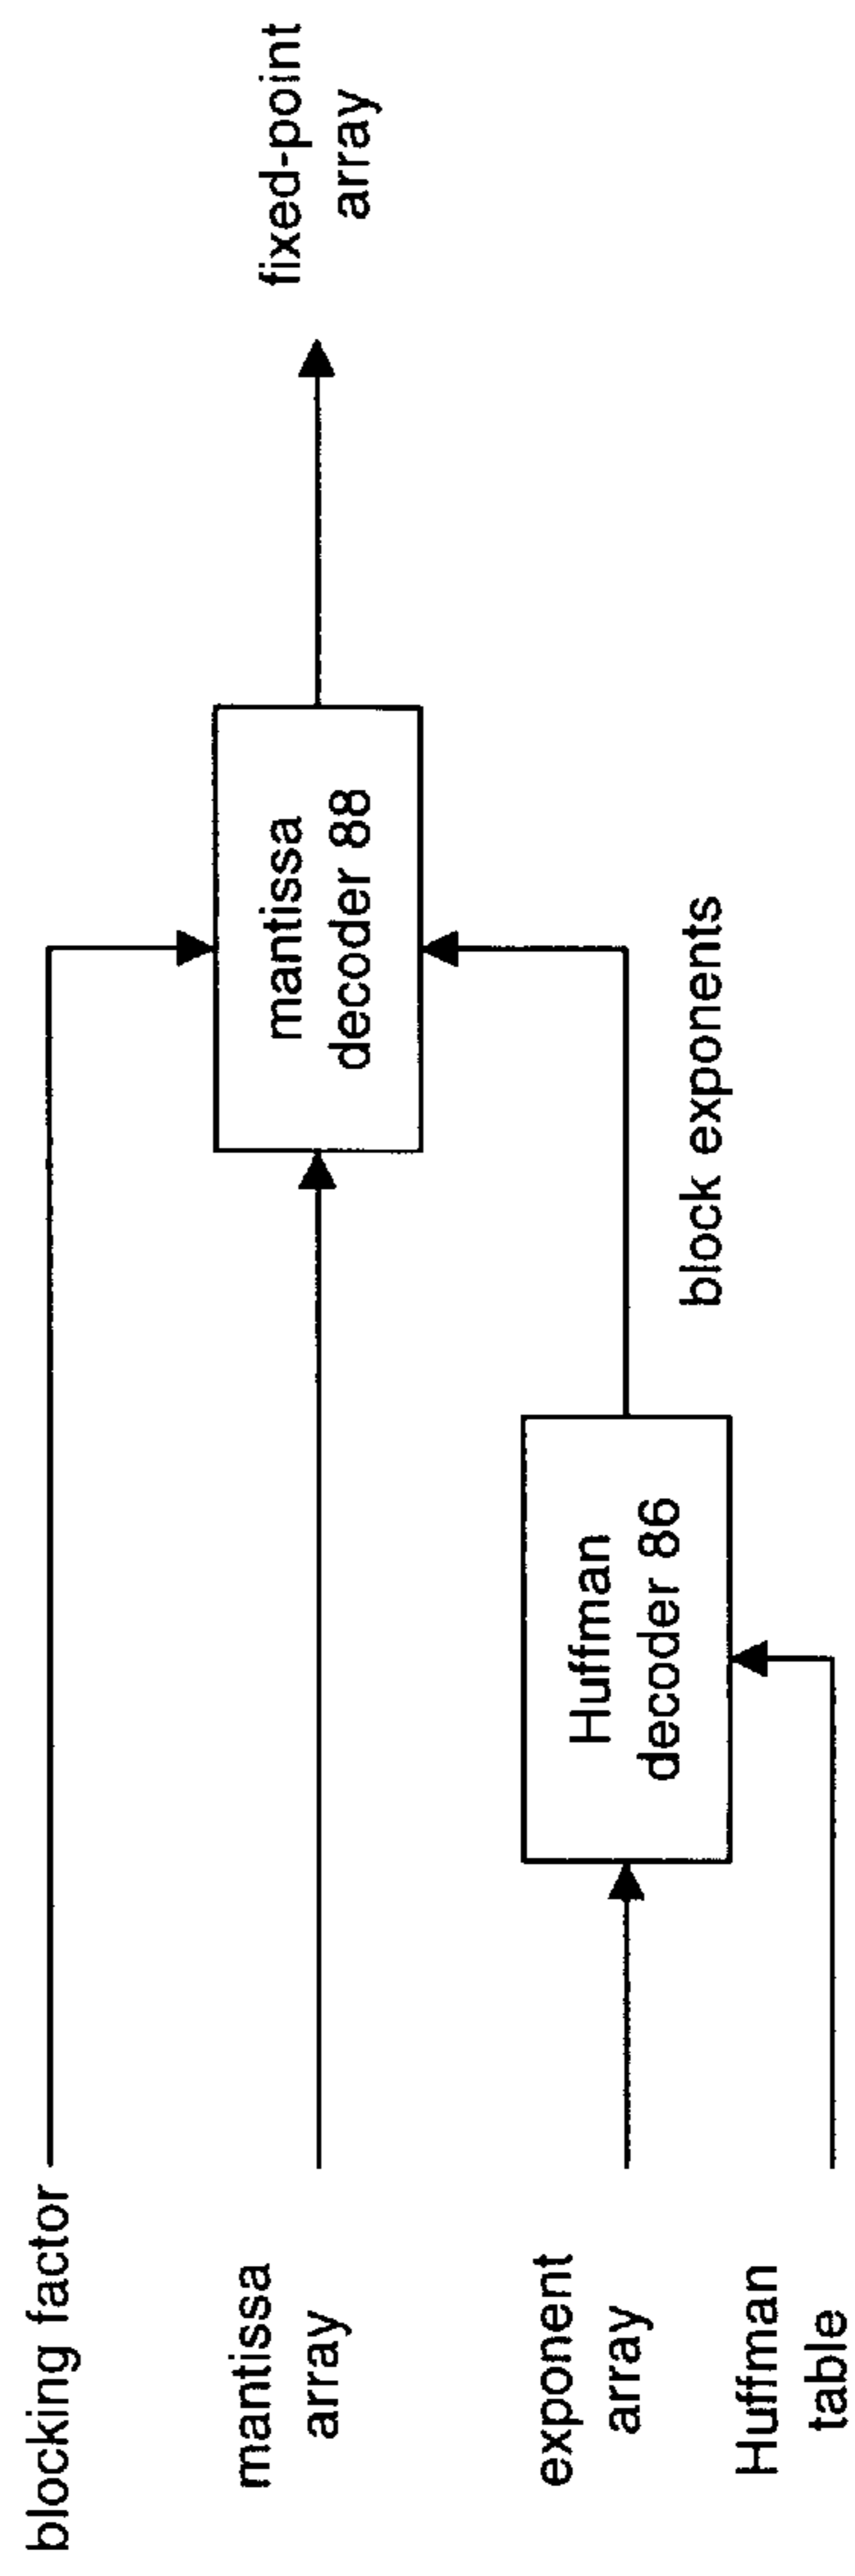 blocking factor
mantissa
array
exponent
array
Huffman
table
Huffman
decoder 86
block exponents
mantissa
decoder 88
fixed-point
array